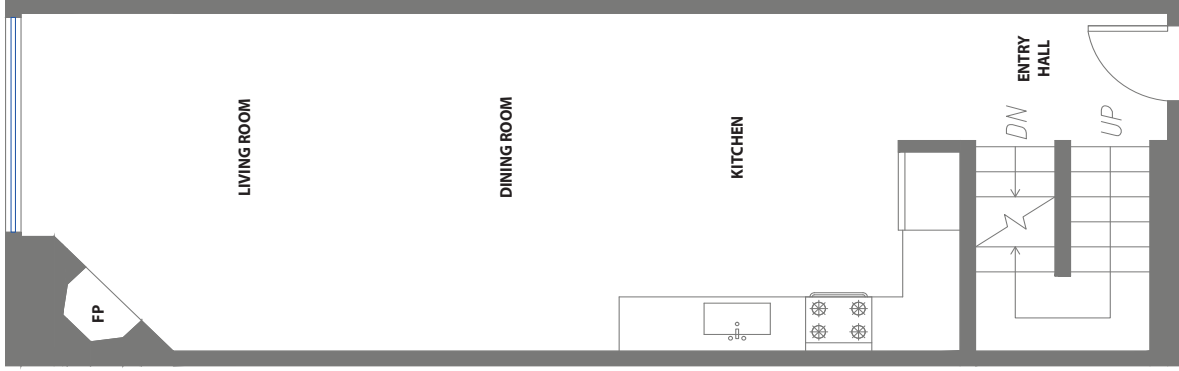 LIVING ROOM
DINING ROOM
KITCHEN
ENTRY
HALL
DN
UP
FP